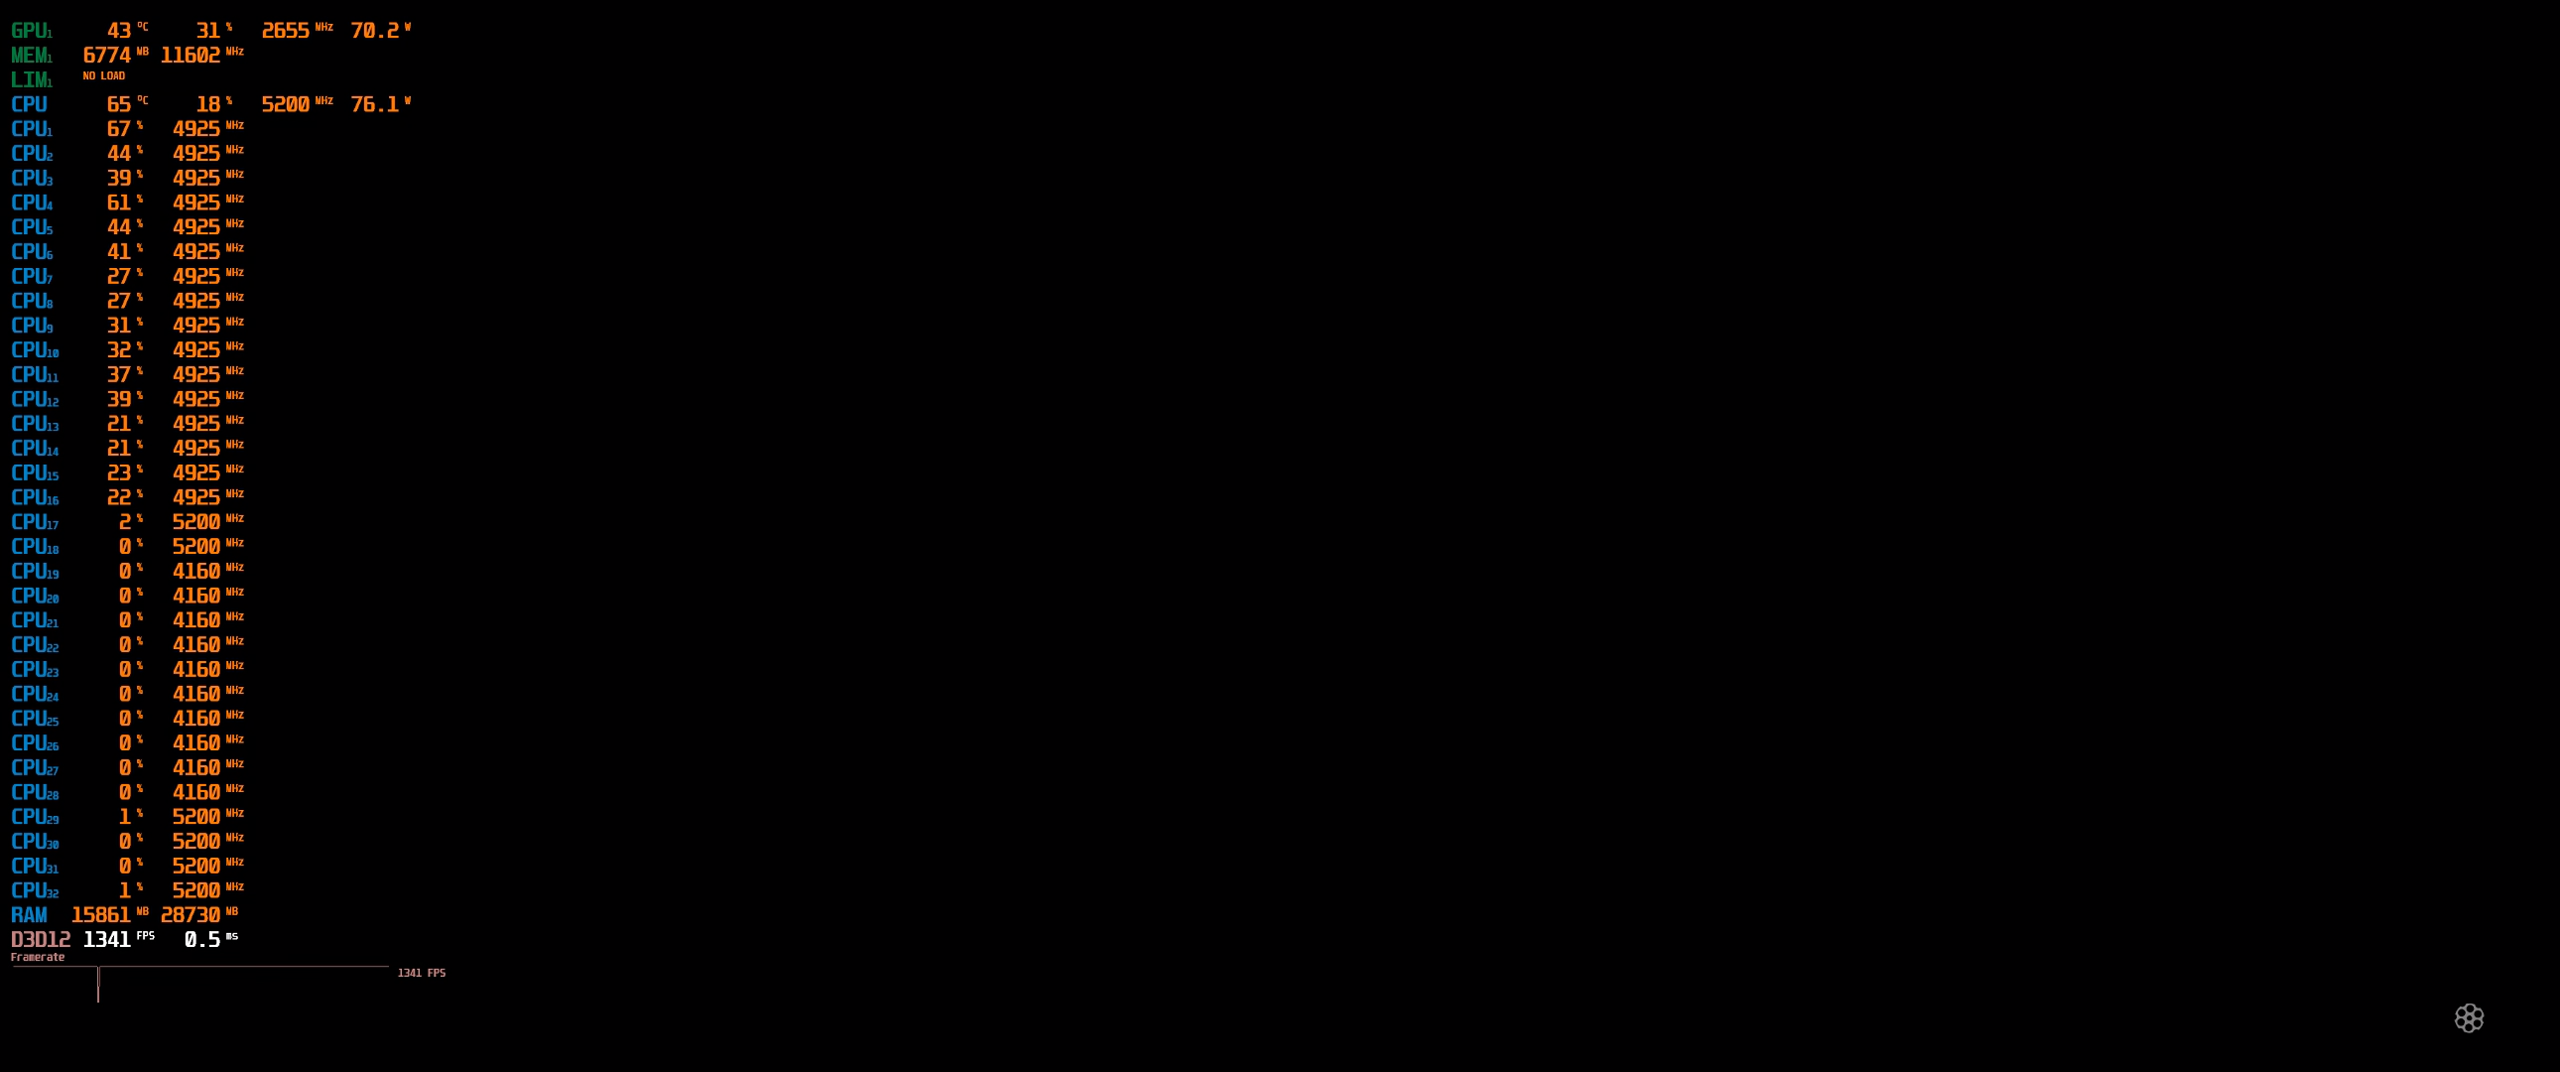 GPU1 43 °C 31 % 2655 MHz 70.2 W
MEM1 6774 MB 11602 MHz
LIM1 NO LOAD
CPU 65 °C 18 % 5200 MHz 76.1 W
CPU1 67 % 4925 MHz
CPU2 44 % 4925 MHz
CPU3 39 % 4925 MHz
CPU4 61 % 4925 MHz
CPU5 44 % 4925 MHz
CPU6 41 % 4925 MHz
CPU7 27 % 4925 MHz
CPU8 27 % 4925 MHz
CPU9 31 % 4925 MHz
CPU10 32 % 4925 MHz
CPU11 37 % 4925 MHz
CPU12 39 % 4925 MHz
CPU13 21 % 4925 MHz
CPU14 21 % 4925 MHz
CPU15 23 % 4925 MHz
CPU16 22 % 4925 MHz
CPU17 2 % 5200 MHz
CPU18 0 % 5200 MHz
CPU19 0 % 4160 MHz
CPU20 0 % 4160 MHz
CPU21 0 % 4160 MHz
CPU22 0 % 4160 MHz
CPU23 0 % 4160 MHz
CPU24 0 % 4160 MHz
CPU25 0 % 4160 MHz
CPU26 0 % 4160 MHz
CPU27 0 % 4160 MHz
CPU28 0 % 4160 MHz
CPU29 1 % 5200 MHz
CPU30 0 % 5200 MHz
CPU31 0 % 5200 MHz
CPU32 1 % 5200 MHz
RAM 15861 MB 28730 MB
D3D12 1341 FPS 0.5 ms
Framerate
1341 FPS